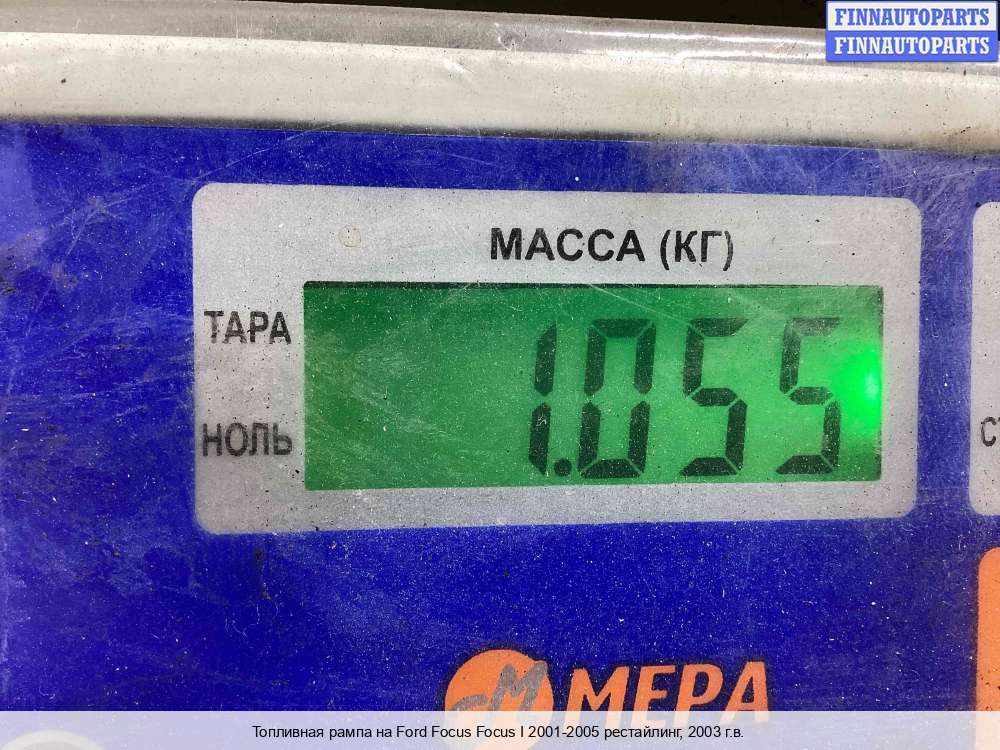 FINNAUTOPARTS
FINNAUTOPARTS
МАССА (КГ)
ТАРА
1.055
НОЛЬ
МЕРА
Топливная рампа на Ford Focus Focus I 2001-2005 рестайлинг, 2003 г.в.